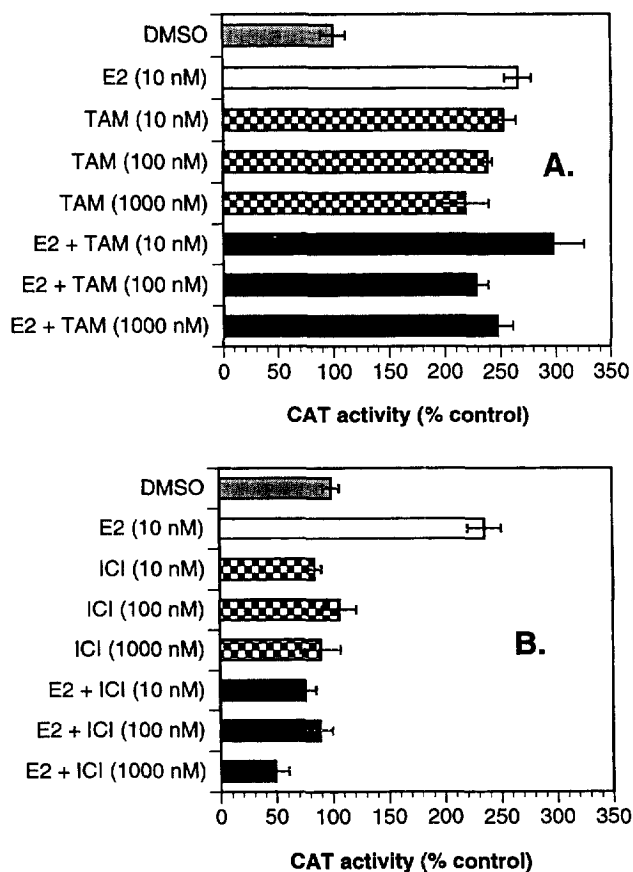 DMSO
E2 (10 nM)
TAM (10 nM)
TAM (100 nM)
A.
TAM (1000 nM)
E2 + TAM (10 nM)
E2 + TAM (100 nM)
E2 + TAM (1000 nM)
0 50 100 150 200 250 300 350
CAT activity (% control)
DMSO
E2 (10 nM)
ICI (10 nM)
ICI (100 nM)
ICI (1000 nM)
B.
E2 + ICI (10 nM)
E2 + ICI (100 nM)
E2 + ICI (1000 nM)
0 50 100 150 200 250 300 350
CAT activity (% control)